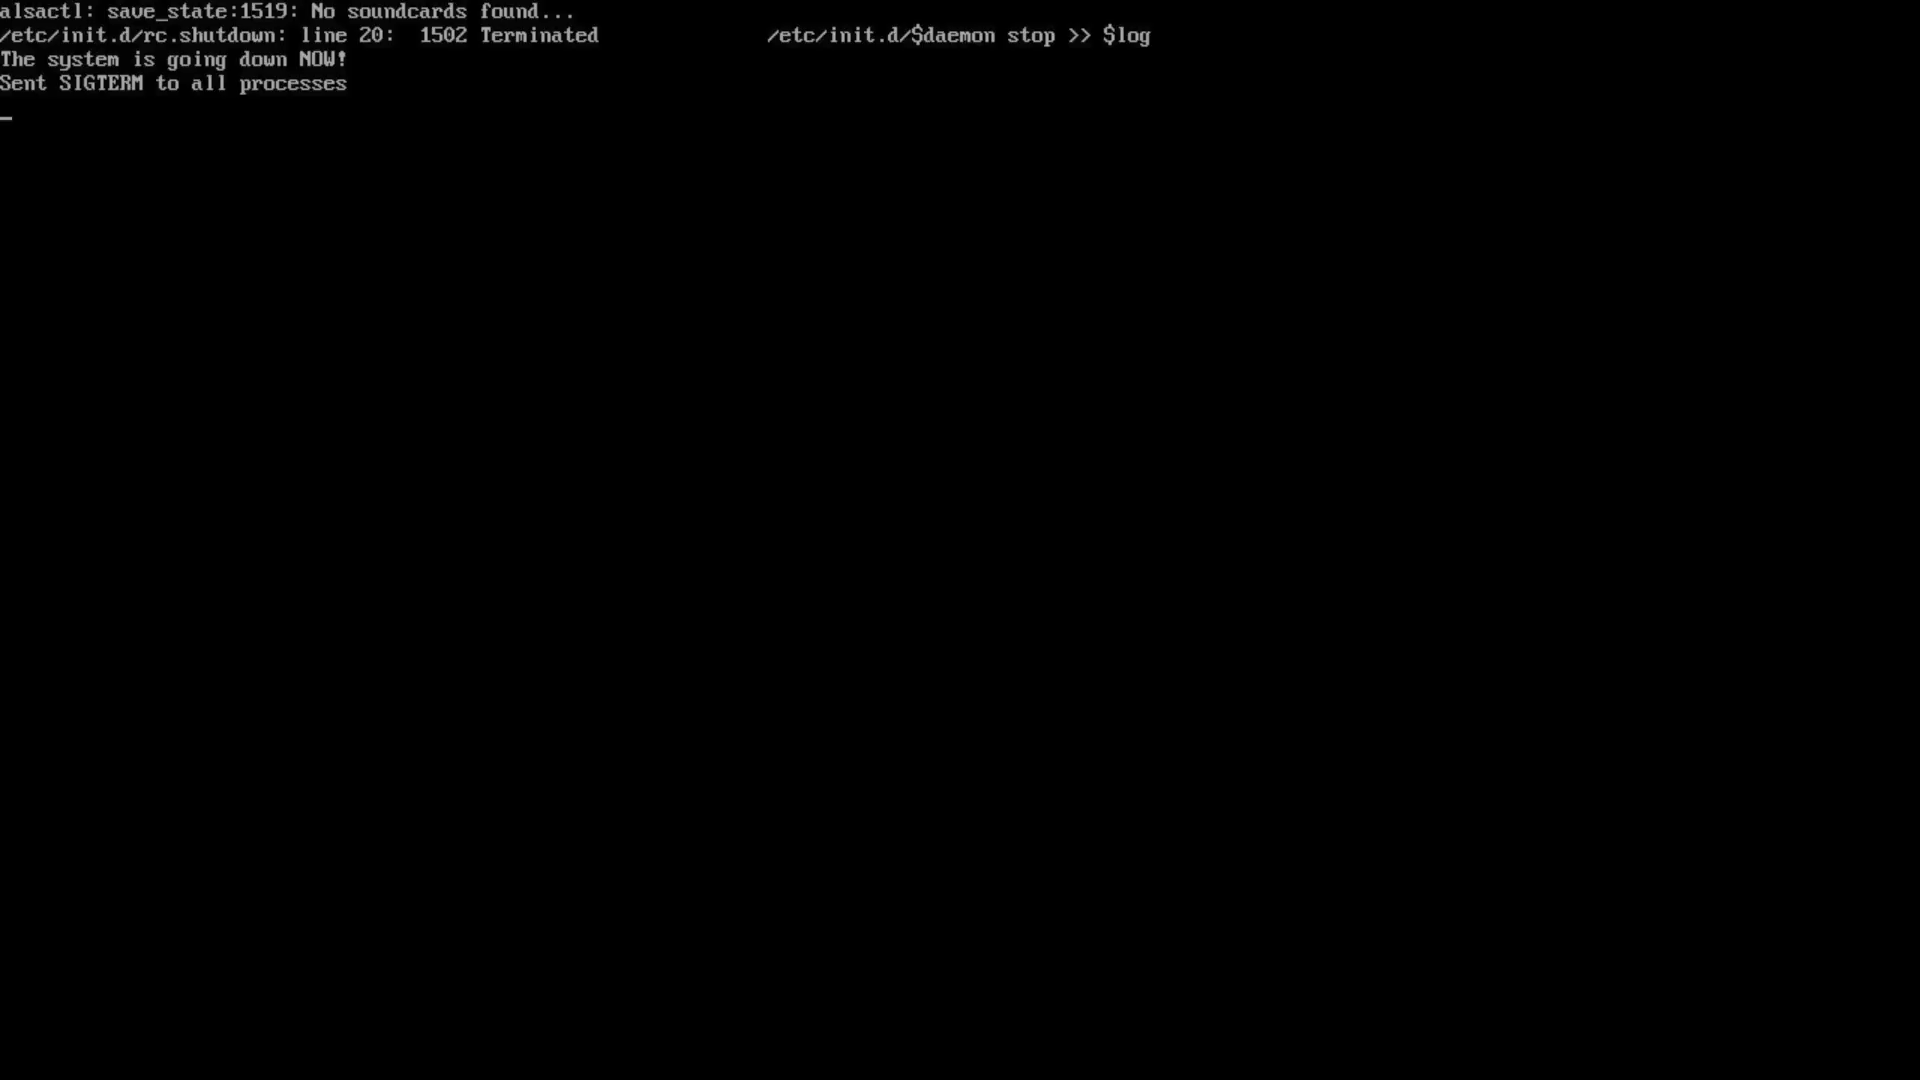 alsactl: save_state:1519: No soundcards found...
/etc/init.d/rc.shutdown: line 20:  1502 Terminated              /etc/init.d/$daemon stop >> $log
The system is going down NOW!
Sent SIGTERM to all processes